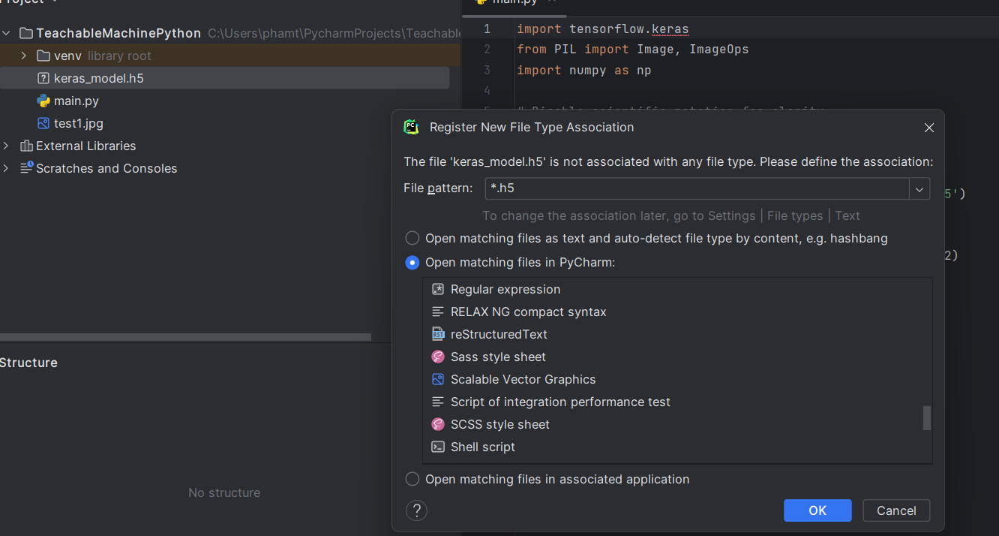 Project
main.py
TeachableMachinePython C:\Users\phamt\PycharmProjects\Teachabl
venv library root
keras_model.h5
main.py
test1.jpg
External Libraries
Scratches and Consoles
1 import tensorflow.keras
2 from PIL import Image, ImageOps
3 import numpy as np
4
5')
2)
PC
Register New File Type Association
The file 'keras_model.h5' is not associated with any file type. Please define the association:
File pattern: *.h5
To change the association later, go to Settings | File types | Text
Open matching files as text and auto-detect file type by content, e.g. hashbang
Open matching files in PyCharm:
Regular expression
RELAX NG compact syntax
RST reStructuredText
Sass style sheet
Scalable Vector Graphics
Script of integration performance test
SCSS style sheet
Shell script
Open matching files in associated application
? OK Cancel
Structure
No structure